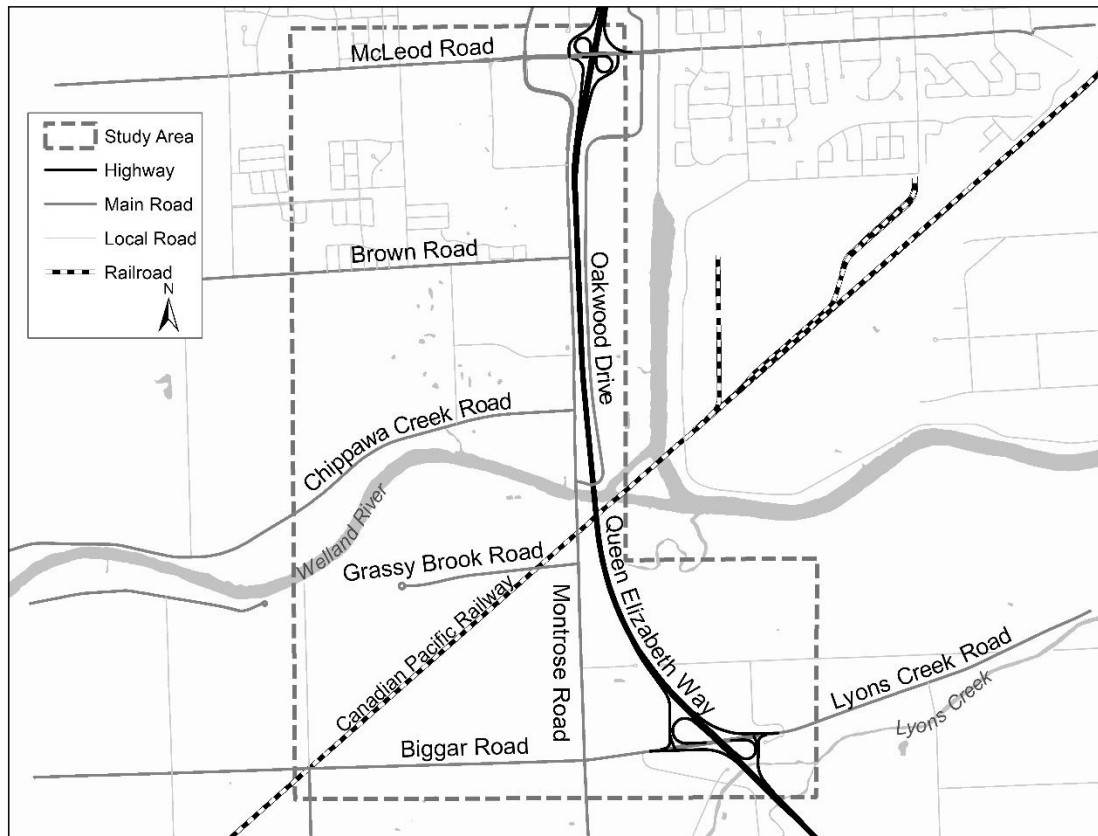 McLeod Road
Study Area
Highway
Main Road
Local Road
Railroad
N
Brown Road
Oakwood Drive
Chippawa Creek Road
Welland River
Grassy Brook Road
Queen Elizabeth Way
Canadian Pacific Railway
Montrose Road
Lyons Creek Road
Lyons Creek
Biggar Road